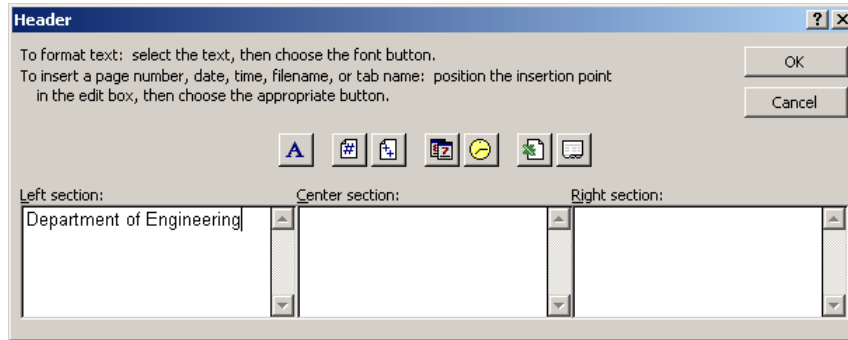 Header
To format text: select the text, then choose the font button.
To insert a page number, date, time, filename, or tab name: position the insertion point
in the edit box, then choose the appropriate button.
OK
Cancel
A
Left section:
Center section:
Right section:
Department of Engineering